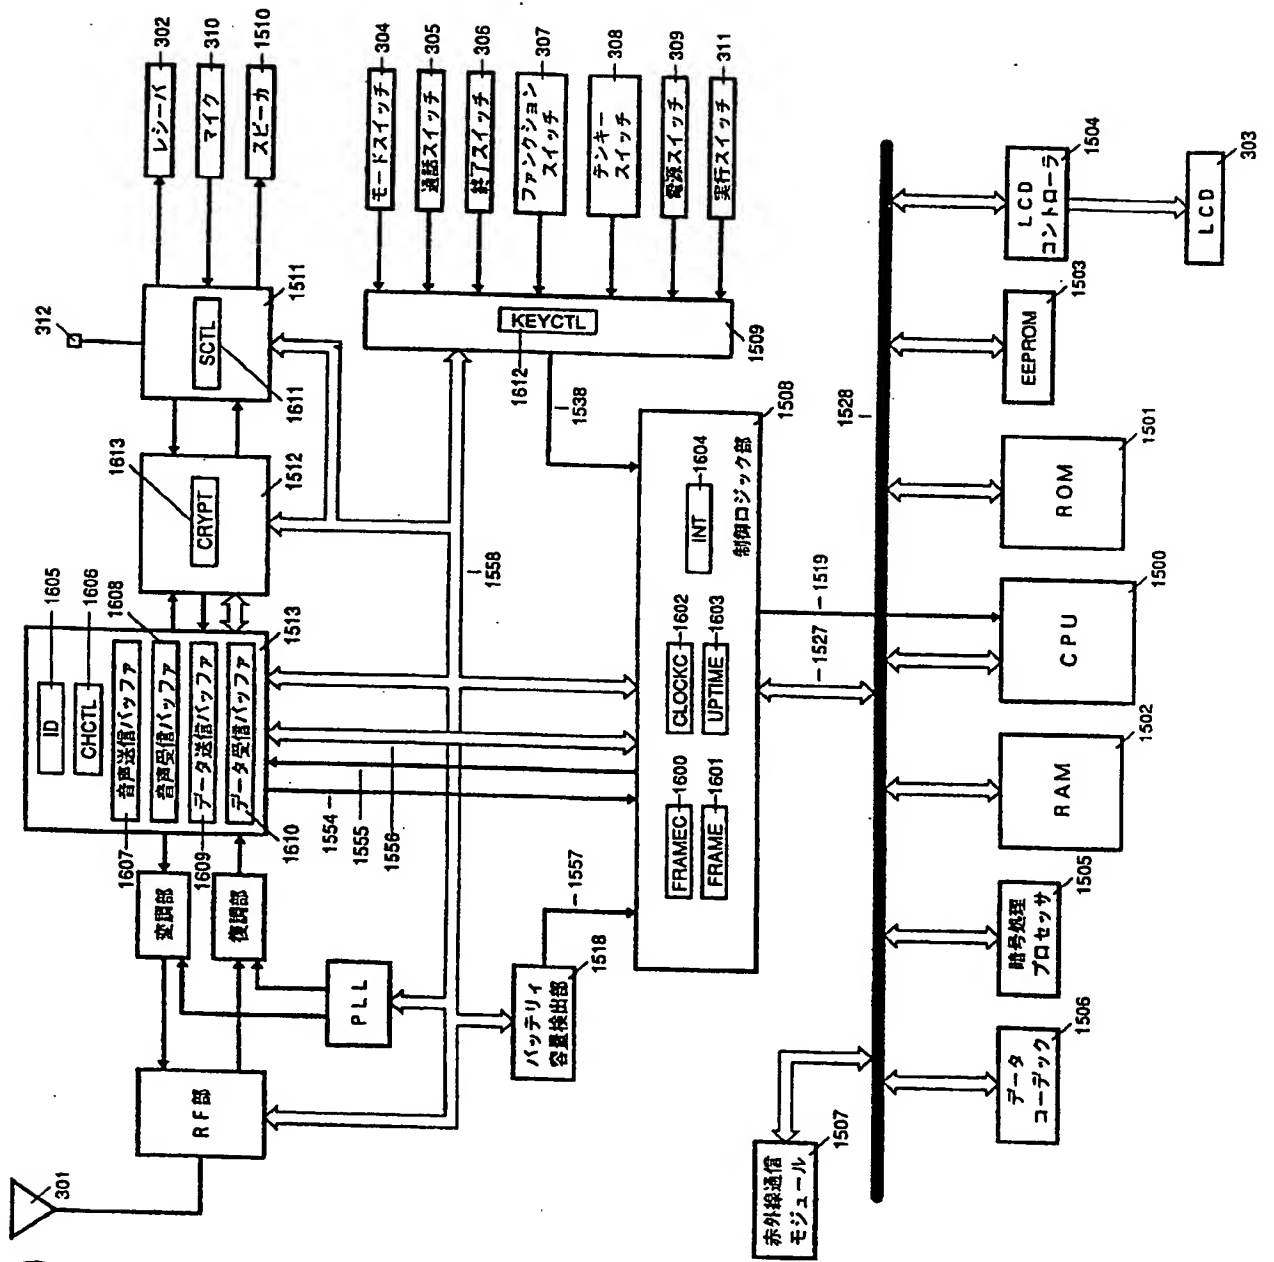 301
RF部
変調部
復調部
PLL
ID
CHCTL
音声送信バッファ
音声受信バッファ
データ送信バッファ
データ受信バッファ
1605
1606
1608
1513
1607
1609
1610
CRYPT
1613
1512
SCTL
1611
1511
312
レシーバ
302
マイク
310
スピーカ
1510
モードスイッチ
304
通話スイッチ
305
終了スイッチ
306
ファンクション
スイッチ
307
テンキー
スイッチ
308
電源スイッチ
309
実行スイッチ
311
KEYCTL
1612
1509
1538
1558
1554
1555
1556
1557
バッテリィ
容量検出部
1518
FRAMEC
1600
FRAME
1601
CLOCKC
1602
UPTIME
1603
INT
1604
制御ロジック部
1508
1519
1527
1528
赤外線通信
モジュール
1507
データ
コーデック
1506
暗号処理
プロセッサ
1505
RAM
1502
CPU
1500
ROM
1501
EEPROM
1503
LCD
コントローラ
1504
LCD
303